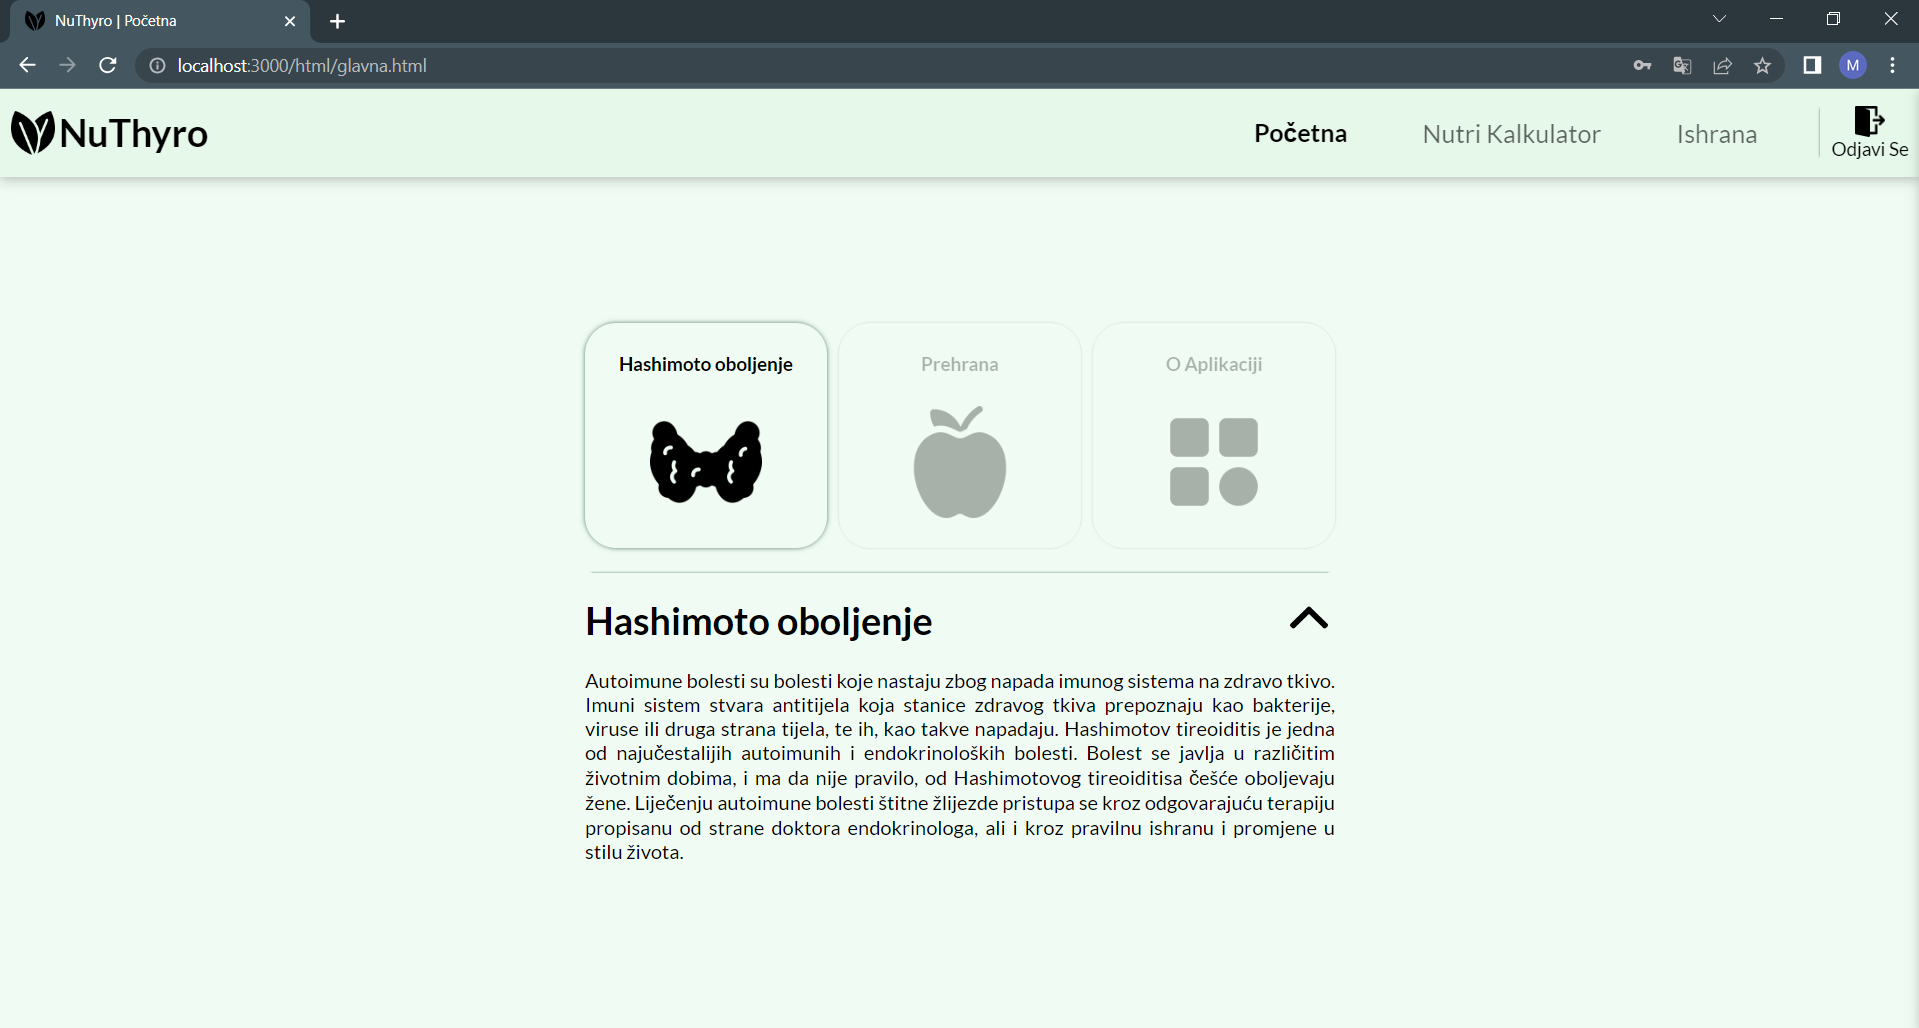 NuThyro | Početna
localhost:3000/html/glavna.html
M
NuThyro
Početna
Nutri Kalkulator
Ishrana
Odjavi Se
Hashimoto oboljenje
Prehrana
O Aplikaciji
Hashimoto oboljenje
Autoimune bolesti su bolesti koje nastaju zbog napada imunog sistema na zdravo tkivo.
Imuni sistem stvara antitijela koja stanice zdravog tkiva prepoznaju kao bakterije,
viruse ili druga strana tijela, te ih, kao takve napadaju. Hashimotov tireoiditis je jedna
od najučestalijih autoimunih i endokrinoloških bolesti. Bolest se javlja u različitim
životnim dobima, i ma da nije pravilo, od Hashimotovog tireoiditisa češće oboljevaju
žene. Liječenju autoimune bolesti štitne žlijezde pristupa se kroz odgovarajuću terapiju
propisanu od strane doktora endokrinologa, ali i kroz pravilnu ishranu i promjene u
stilu života.